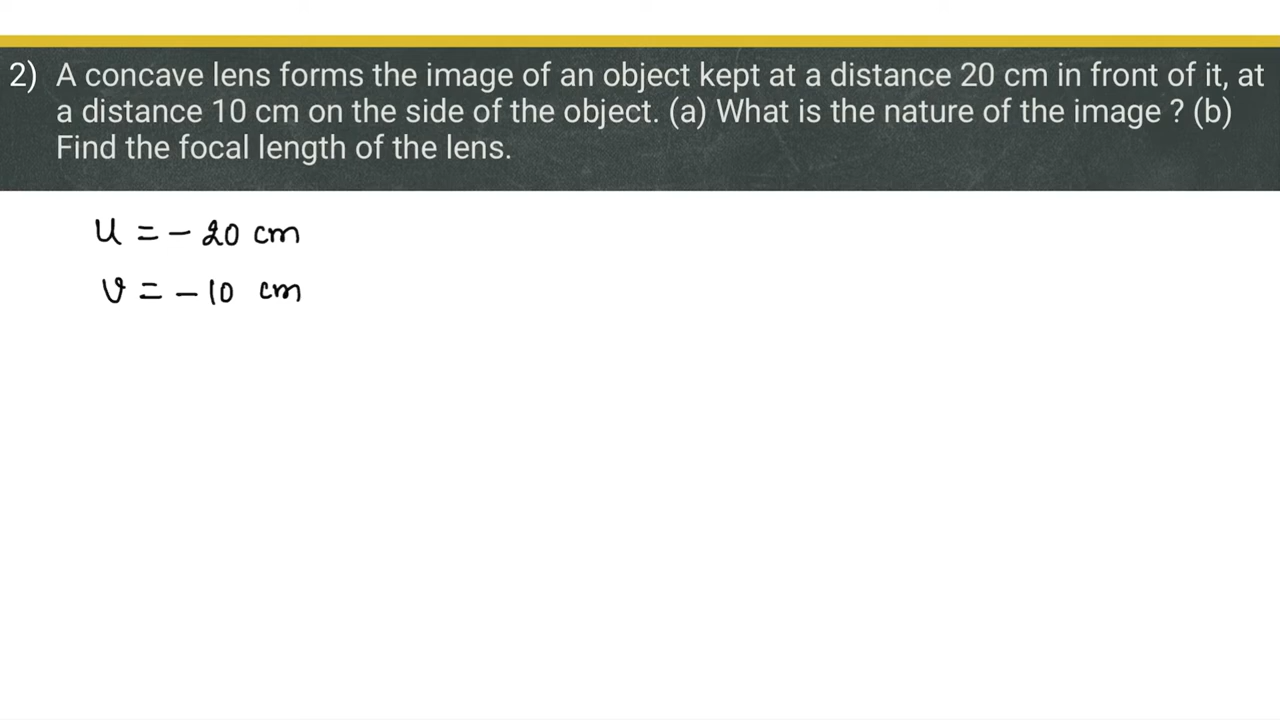 2) A concave lens forms the image of an object kept at a distance 20 cm in front of it, at
a distance 10 cm on the side of the object. (a) What is the nature of the image ? (b)
Find the focal length of the lens.
u = - 20 cm
v = - 10 cm